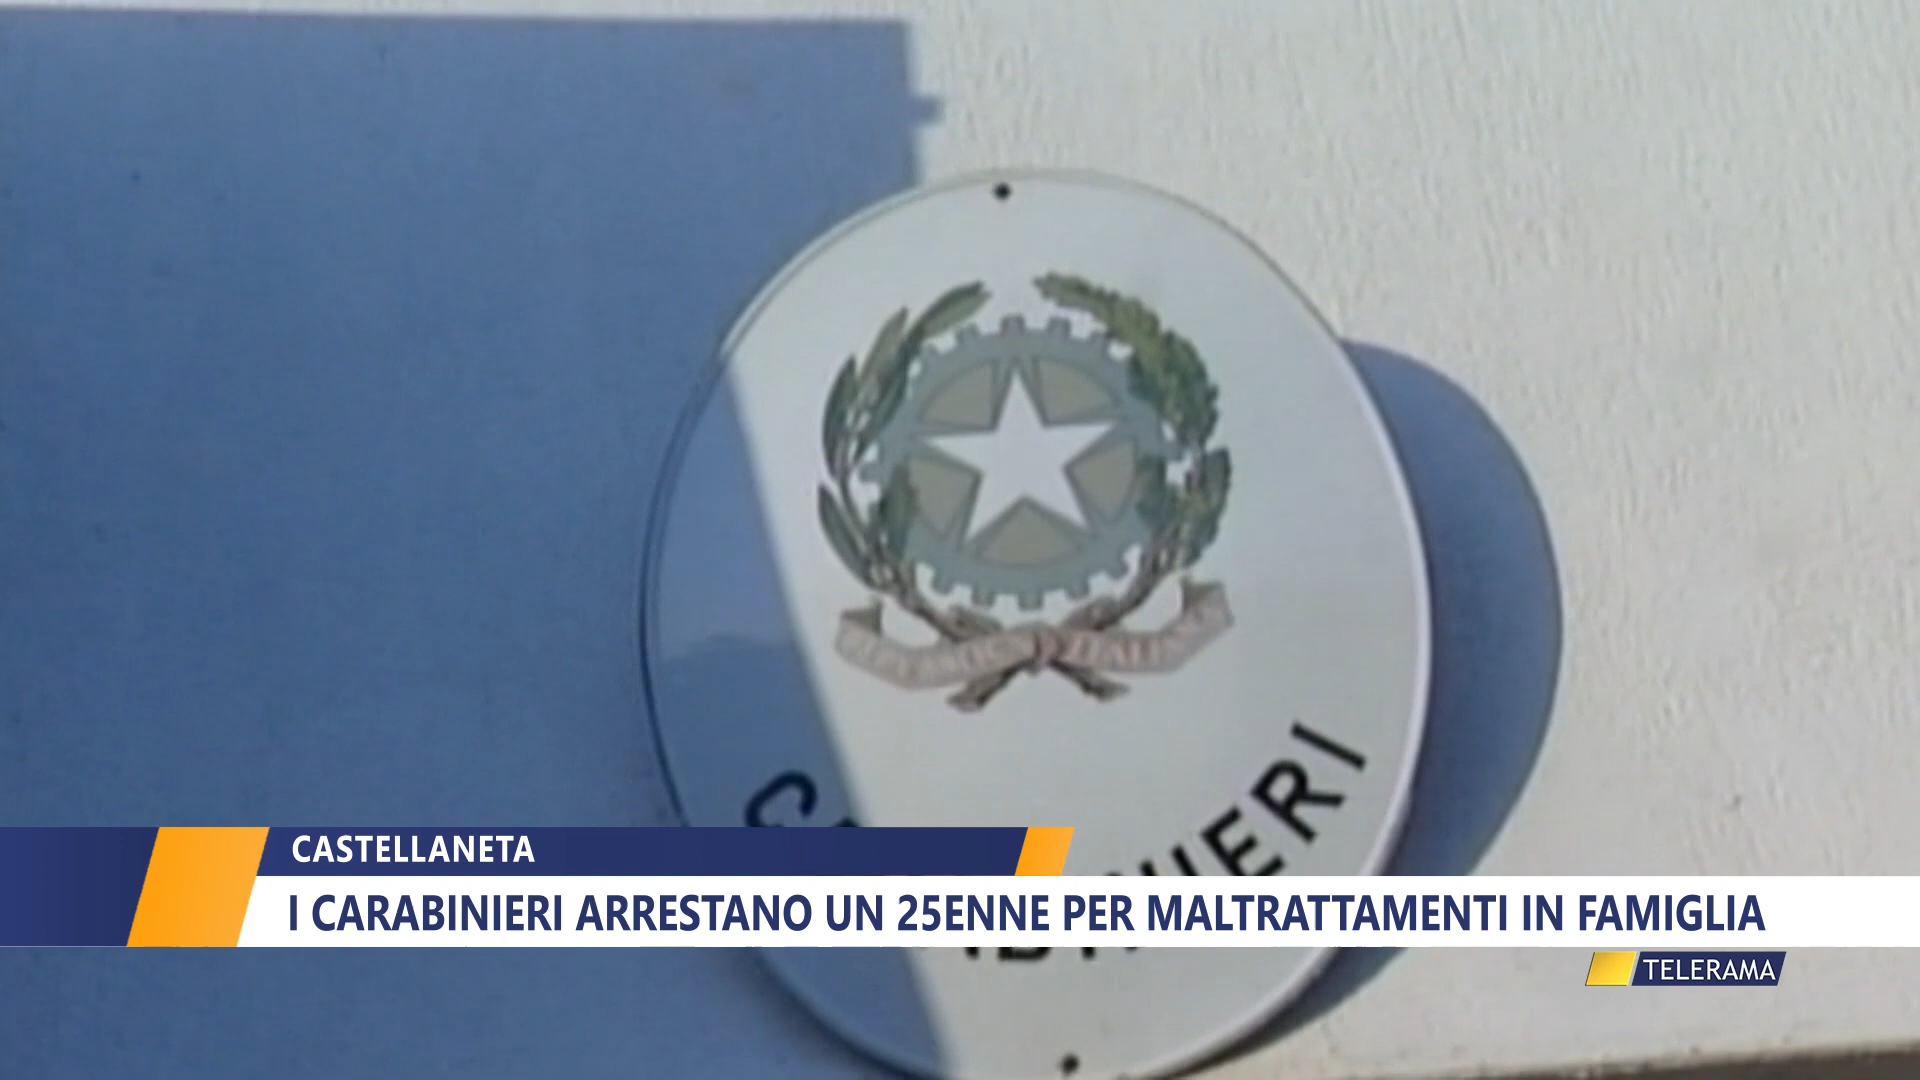 CASTELLANETA
I CARABINIERI ARRESTANO UN 25ENNE PER MALTRATTAMENTI IN FAMIGLIA
TELERAMA